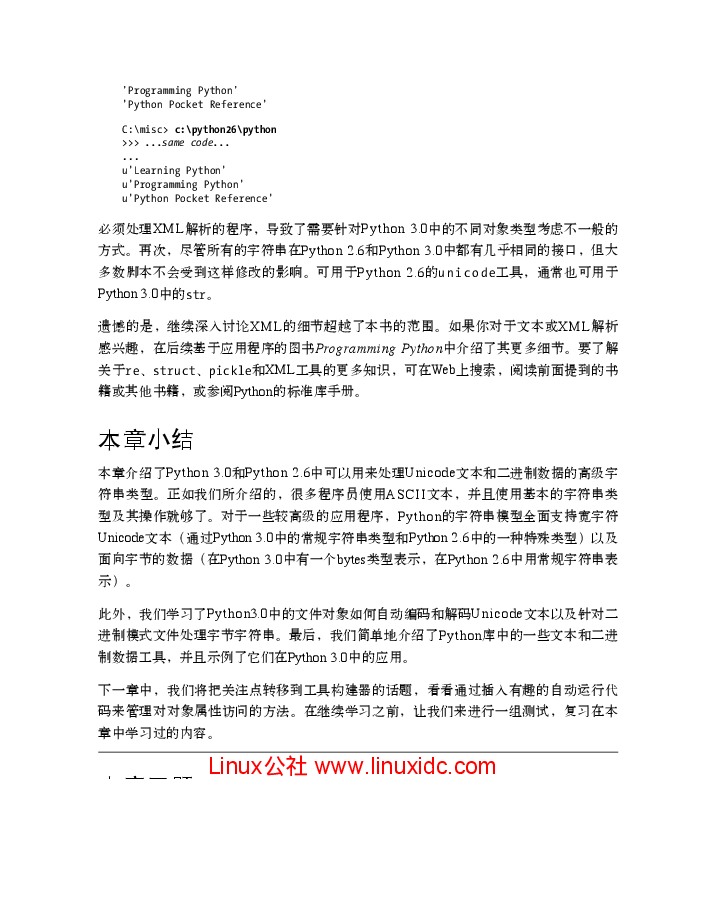 'Programming Python'
'Python Pocket Reference'
C:\misc> c:\python26\python
>>> ...same code...
...
u'Learning Python'
u'Programming Python'
u'Python Pocket Reference'
必须处理XML解析的程序，导致了需要针对Python 3.0中的不同对象类型考虑不一般的
方式。再次，尽管所有的字符串在Python 2.6和Python 3.0中都有几乎相同的接口，但大
多数脚本不会受到这样修改的影响。可用于Python 2.6的unicode工具，通常也可用于
Python 3.0中的str。
遗憾的是，继续深入讨论XML的细节超越了本书的范围。如果你对于文本或XML解析
感兴趣，在后续基于应用程序的图书Programming Python中介绍了其更多细节。要了解
关于re、struct、pickle和XML工具的更多知识，可在Web上搜索，阅读前面提到的书
籍或其他书籍，或参阅Python的标准库手册。
本章小结
本章介绍了Python 3.0和Python 2.6中可以用来处理Unicode文本和二进制数据的高级字
符串类型。正如我们所介绍的，很多程序员使用ASCII文本，并且使用基本的字符串类
型及其操作就够了。对于一些较高级的应用程序，Python的字符串模型全面支持宽字符
Unicode文本（通过Python 3.0中的常规字符串类型和Python 2.6中的一种特殊类型）以及
面向字节的数据（在Python 3.0中有一个bytes类型表示，在Python 2.6中用常规字符串表
示）。
此外，我们学习了Python3.0中的文件对象如何自动编码和解码Unicode文本以及针对二
进制模式文件处理字节字符串。最后，我们简单地介绍了Python库中的一些文本和二进
制数据工具，并且示例了它们在Python 3.0中的应用。
下一章中，我们将把关注点转移到工具构建器的话题，看看通过插入有趣的自动运行代
码来管理对对象属性访问的方法。在继续学习之前，让我们来进行一组测试，复习在本
章中学习过的内容。
Linux公社 www.linuxidc.com